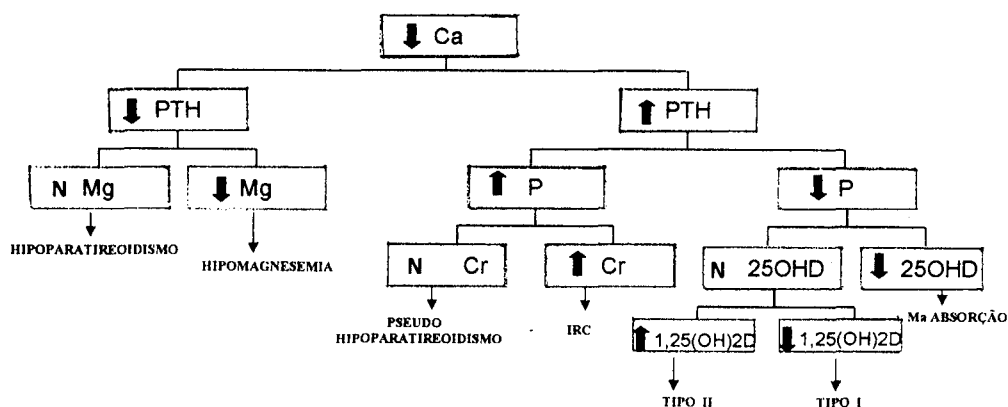 ⬇ Ca
⬇ PTH
⬆ PTH
N Mg
⬇ Mg
⬆ P
⬇ P
HIPOPARATIREOIDISMO
HIPOMAGNESEMIA
N Cr
⬆ Cr
N 25OHD
⬇ 25OHD
PSEUDO
HIPOPARATIREOIDISMO
IRC
Ma ABSORÇÃO
⬆ 1,25(OH)2D
⬇ 1,25(OH)2D
TIPO II
TIPO I